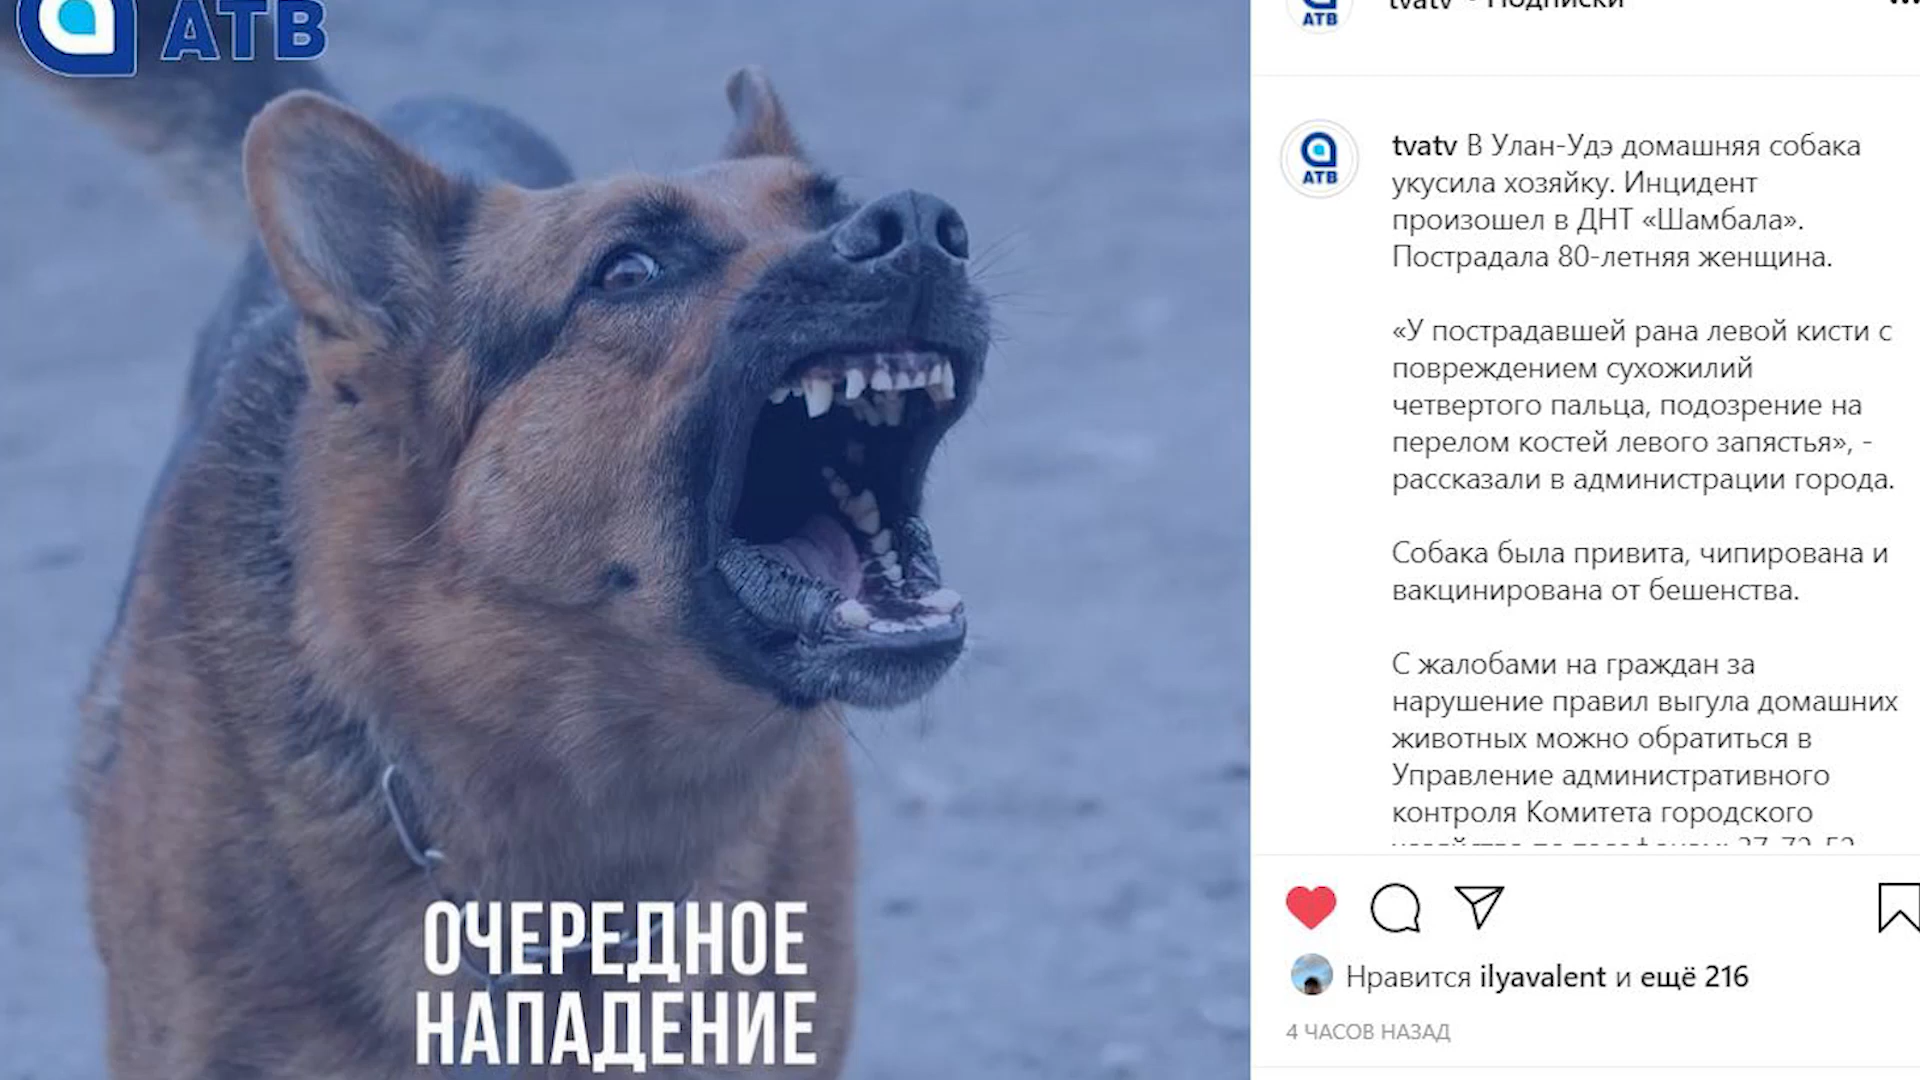 АТВ
ОЧЕРЕДНОЕ
НАПАДЕНИЕ
АТВ
tvatv • Подписки
АТВ
tvatv В Улан-Удэ домашняя собака
укусила хозяйку. Инцидент
произошел в ДНТ «Шамбала».
Пострадала 80-летняя женщина.
«У пострадавшей рана левой кисти с
повреждением сухожилий
четвертого пальца, подозрение на
перелом костей левого запястья», -
рассказали в администрации города.
Собака была привита, чипирована и
вакцинирована от бешенства.
С жалобами на граждан за
нарушение правил выгула домашних
животных можно обратиться в
Управление административного
контроля Комитета городского
Нравится ilyavalent и ещё 216
4 ЧАСОВ НАЗАД